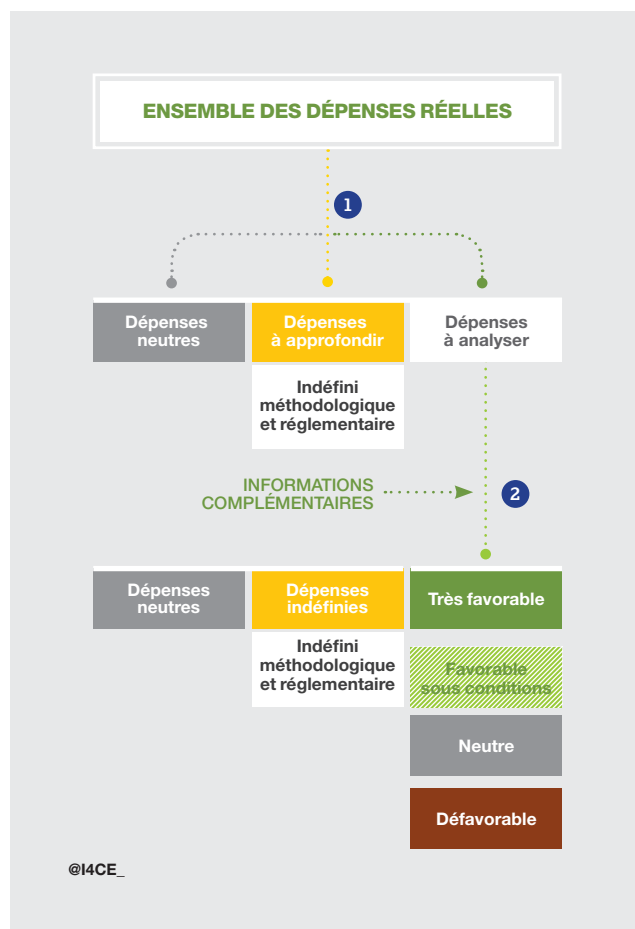 ENSEMBLE DES DÉPENSES RÉELLES
1
Dépenses
neutres
Dépenses
à approfondir
Dépenses
à analyser
Indéfini
méthodologique
et réglementaire
INFORMATIONS
COMPLÉMENTAIRES
2
Dépenses
neutres
Dépenses
indéfinies
Très favorable
Indéfini
méthodologique
et réglementaire
Favorable
sous conditions
Neutre
Défavorable
@I4CE_